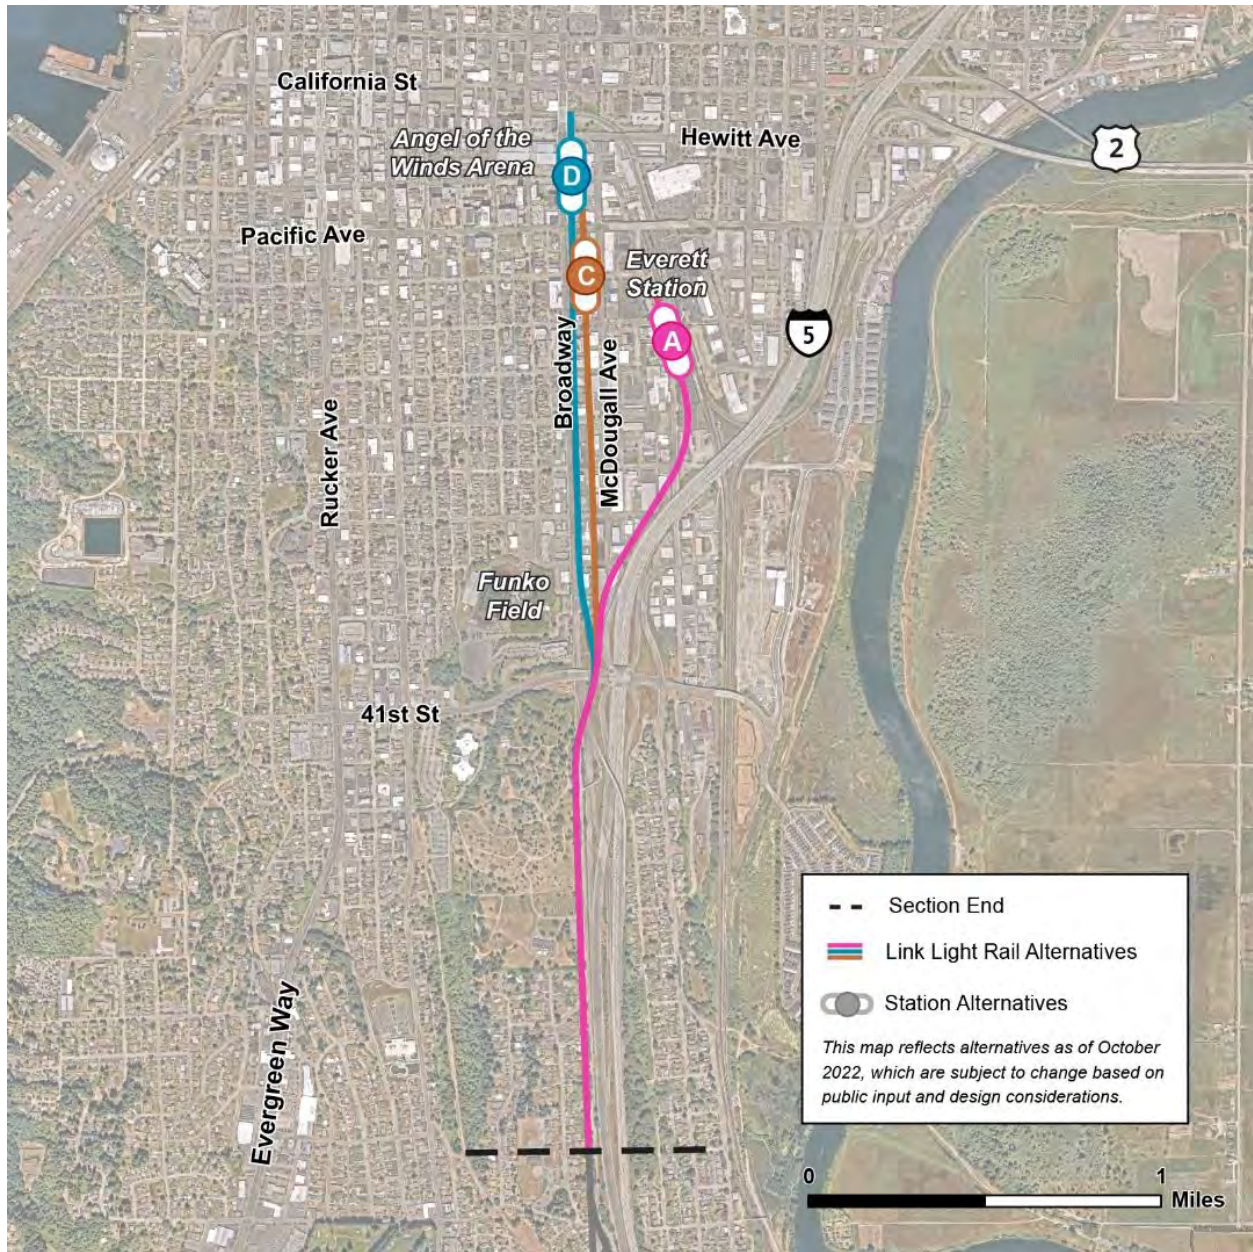 California St
Angel of the
Winds Arena
Hewitt Ave
2
D
Pacific Ave
C
Everett
Station
5
A
Broadway
McDougall Ave
Rucker Ave
Funko
Field
41st St
Section End
Link Light Rail Alternatives
Station Alternatives
This map reflects alternatives as of October
2022, which are subject to change based on
public input and design considerations.
Evergreen Way
0
1
Miles